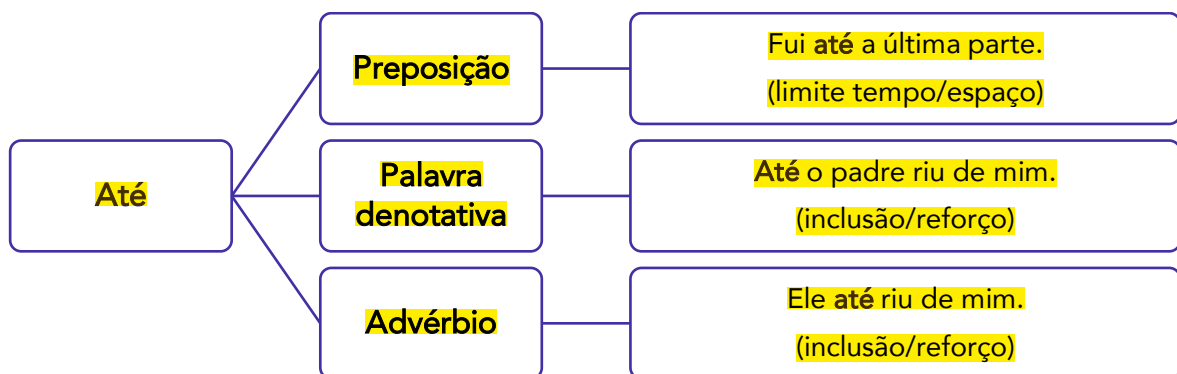 Até
Preposição
Fui até a última parte.
(limite tempo/espaço)
Palavra
denotativa
Até o padre riu de mim.
(inclusão/reforço)
Advérbio
Ele até riu de mim.
(inclusão/reforço)